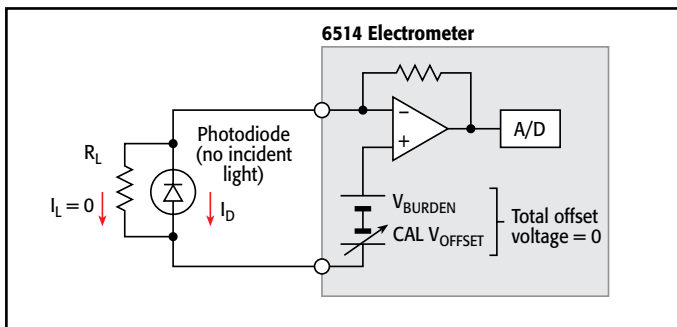 6514 Electrometer
Photodiode
(no incident
light)
R_L
I_L = 0
I_D
−
+
A/D
V_BURDEN
CAL V_OFFSET
Total offset
voltage = 0